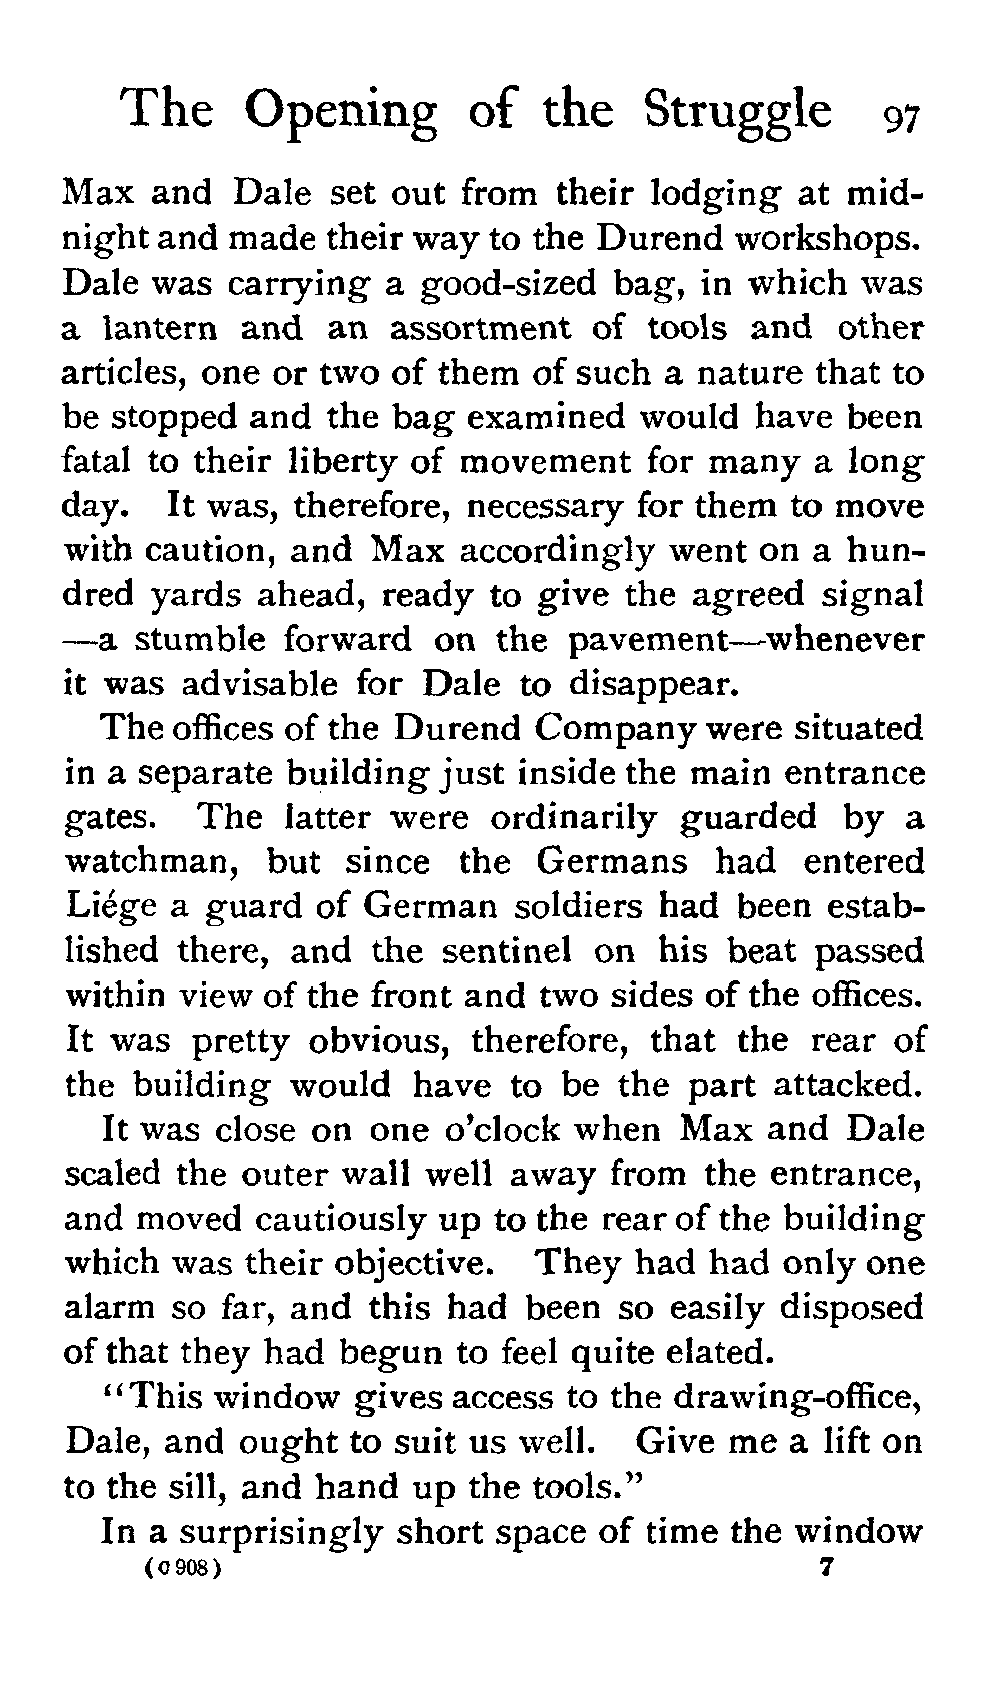 The Opening of the Struggle 97
Max and Dale set out from their lodging at mid-
night and made their way to the Durend workshops.
Dale was carrying a good-sized bag, in which was
a lantern and an assortment of tools and other
articles, one or two of them of such a nature that to
be stopped and the bag examined would have been
fatal to their liberty of movement for many a long
day. It was, therefore, necessary for them to move
with caution, and Max accordingly went on a hun-
dred yards ahead, ready to give the agreed signal
—a stumble forward on the pavement—whenever
it was advisable for Dale to disappear.
The offices of the Durend Company were situated
in a separate building just inside the main entrance
gates. The latter were ordinarily guarded by a
watchman, but since the Germans had entered
Liége a guard of German soldiers had been estab-
lished there, and the sentinel on his beat passed
within view of the front and two sides of the offices.
It was pretty obvious, therefore, that the rear of
the building would have to be the part attacked.
It was close on one o'clock when Max and Dale
scaled the outer wall well away from the entrance,
and moved cautiously up to the rear of the building
which was their objective. They had had only one
alarm so far, and this had been so easily disposed
of that they had begun to feel quite elated.
"This window gives access to the drawing-office,
Dale, and ought to suit us well. Give me a lift on
to the sill, and hand up the tools."
In a surprisingly short space of time the window
(C 908) 7